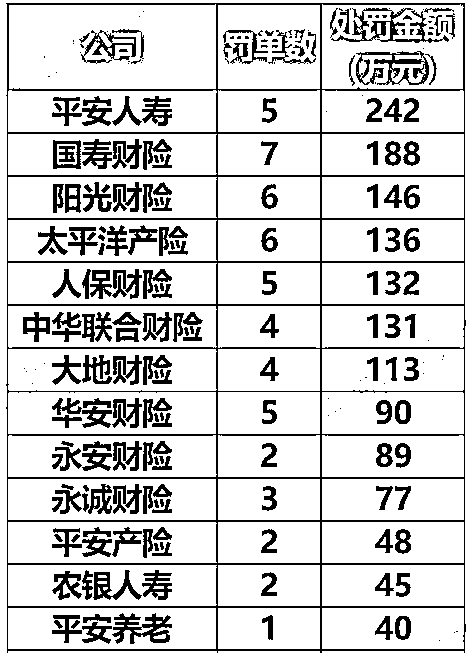 公司 罚单数 处罚金额
(万元)
平安人寿 5 242
国寿财险 7 188
阳光财险 6 146
太平洋产险 6 136
人保财险 5 132
中华联合财险 4 131
大地财险 4 113
华安财险 5 90
永安财险 2 89
永诚财险 3 77
平安产险 2 48
农银人寿 2 45
平安养老 1 40